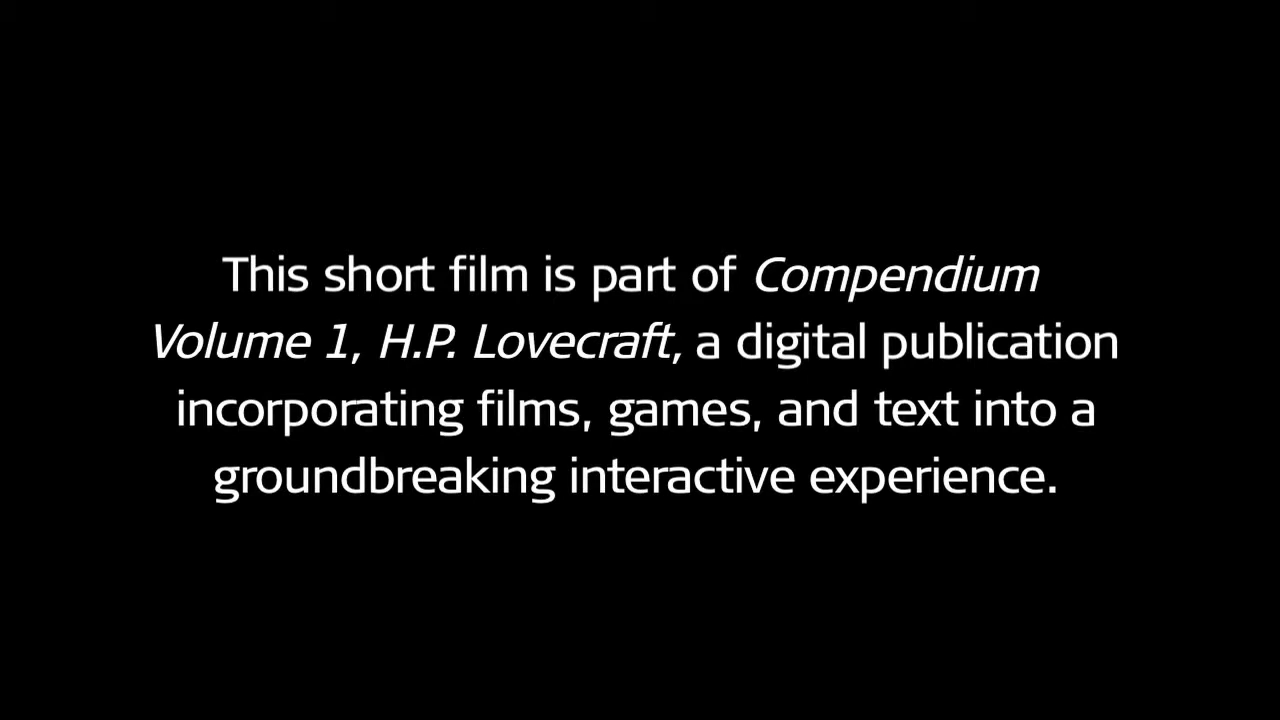 This short film is part of Compendium
Volume 1, H.P. Lovecraft, a digital publication
incorporating films, games, and text into a
groundbreaking interactive experience.